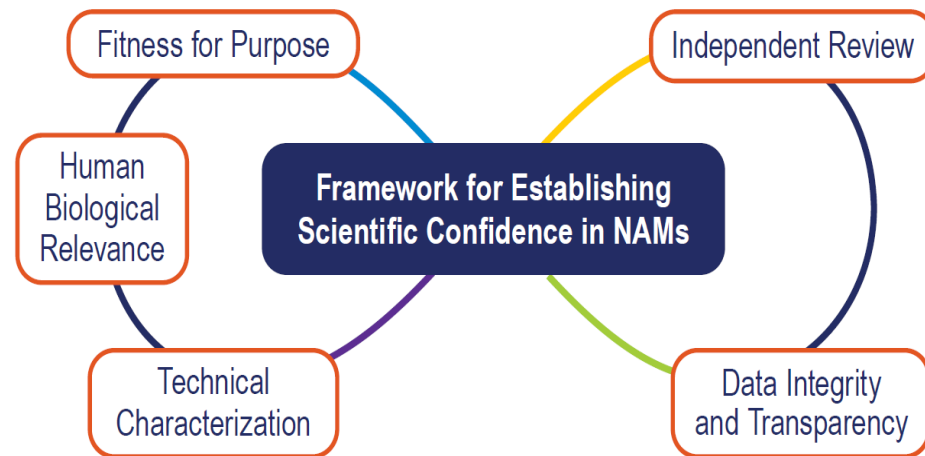 Fitness for Purpose
Independent Review
Human
Biological
Relevance
Framework for Establishing
Scientific Confidence in NAMs
Technical
Characterization
Data Integrity
and Transparency